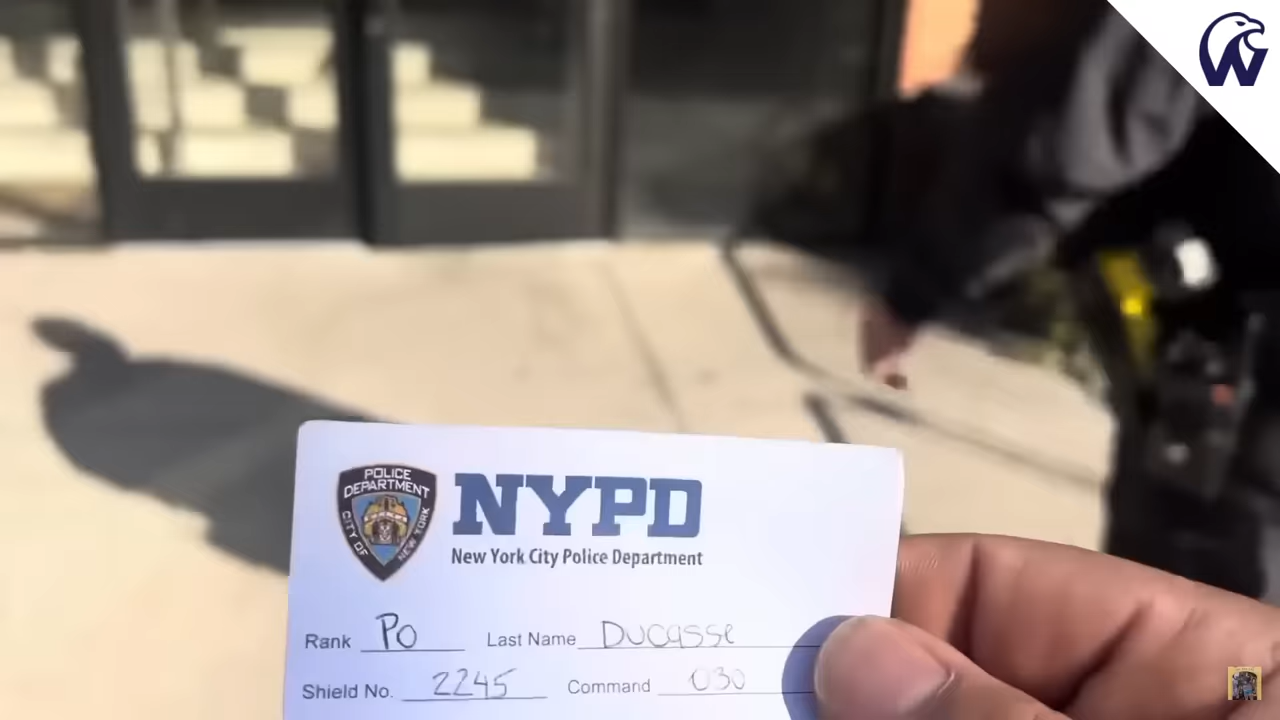 POLICE
DEPARTMENT
CITY OF
NEW YORK
NYPD
New York City Police Department
Rank PO Last Name Ducasse
Shield No. 2245 Command 030
W